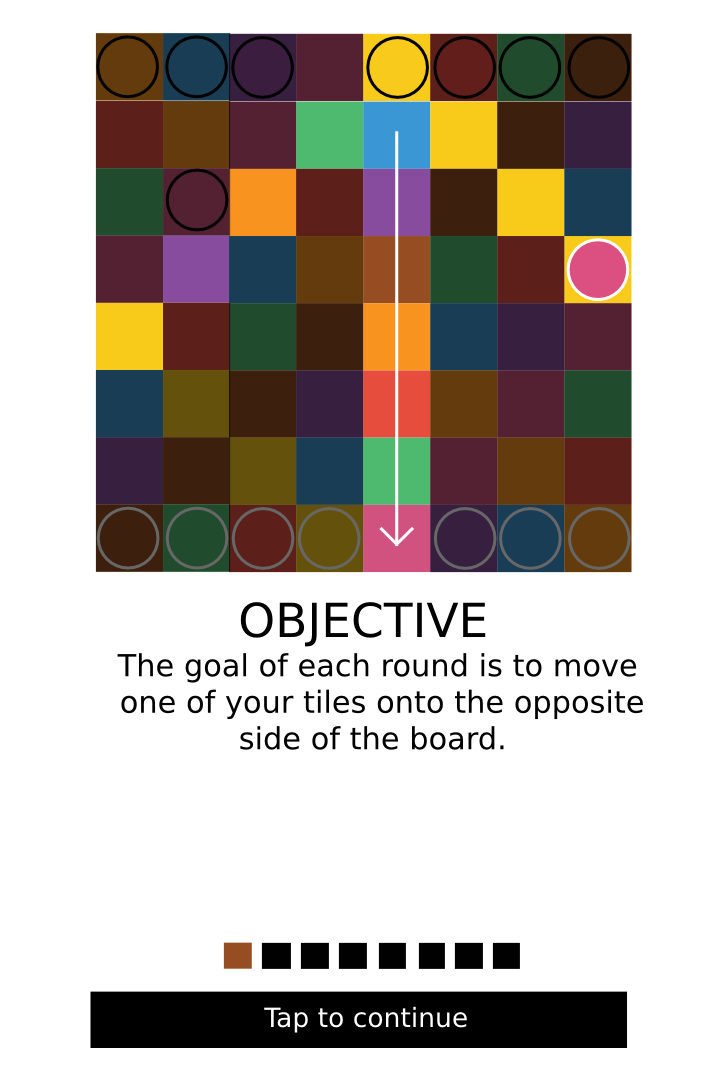 OBJECTIVE
The goal of each round is to move
one of your tiles onto the opposite
side of the board.
Tap to continue